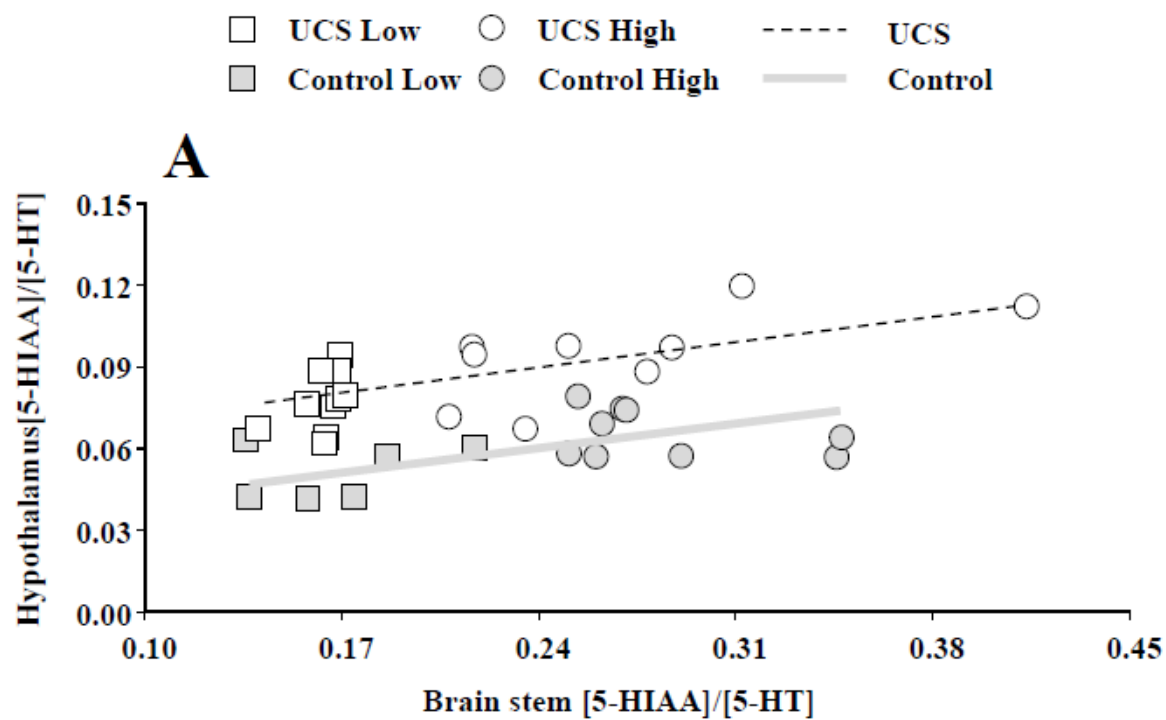 UCS Low UCS High UCS
Control Low Control High Control
A
Hypothalamus[5-HIAA]/[5-HT]
0.15
0.12
0.09
0.06
0.03
0.00
0.10 0.17 0.24 0.31 0.38 0.45
Brain stem [5-HIAA]/[5-HT]